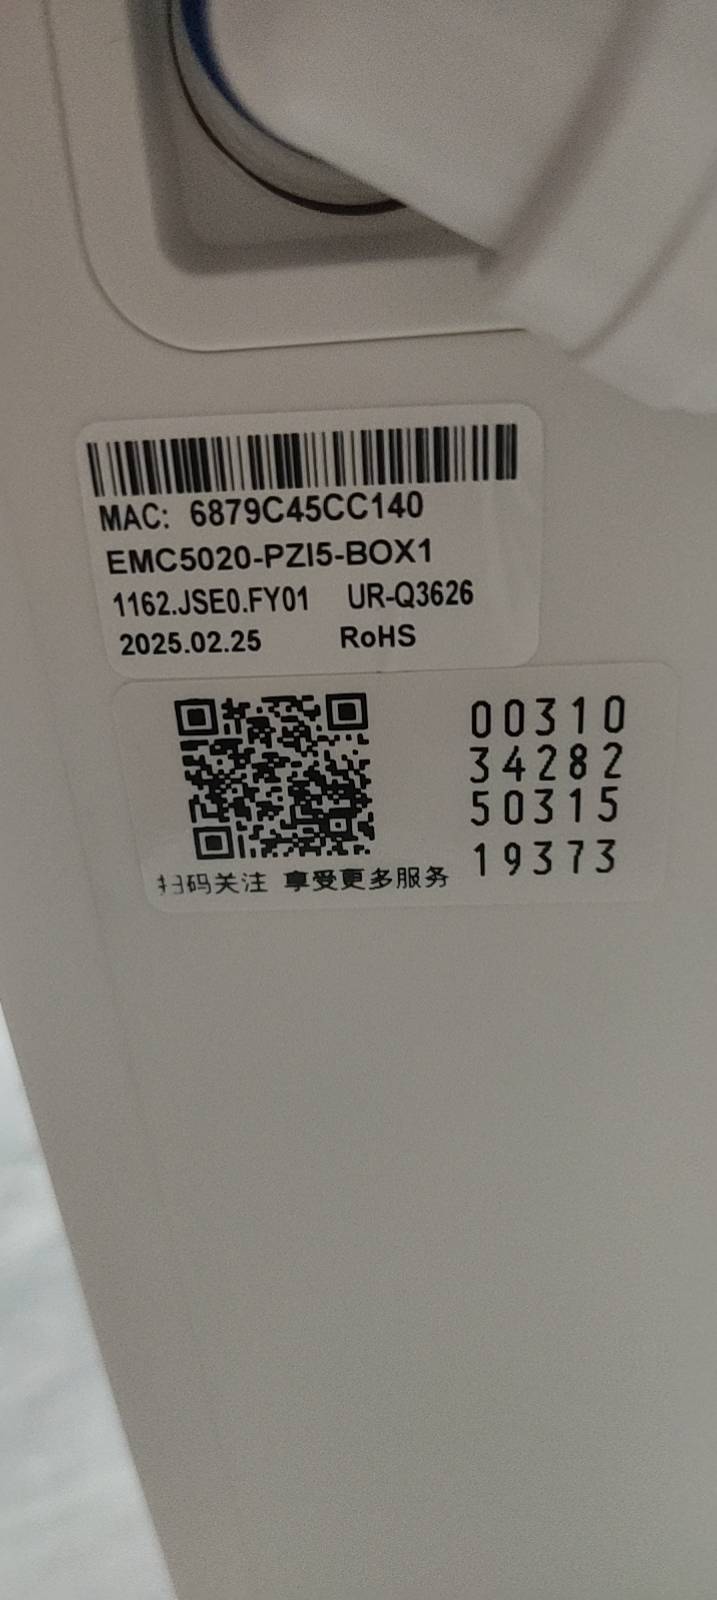 MAC: 6879C45CC140
EMC5020-PZI5-BOX1
1162.JSE0.FY01 UR-Q3626
2025.02.25 RoHS
00310
34282
50315
19373
扫码关注 享受更多服务